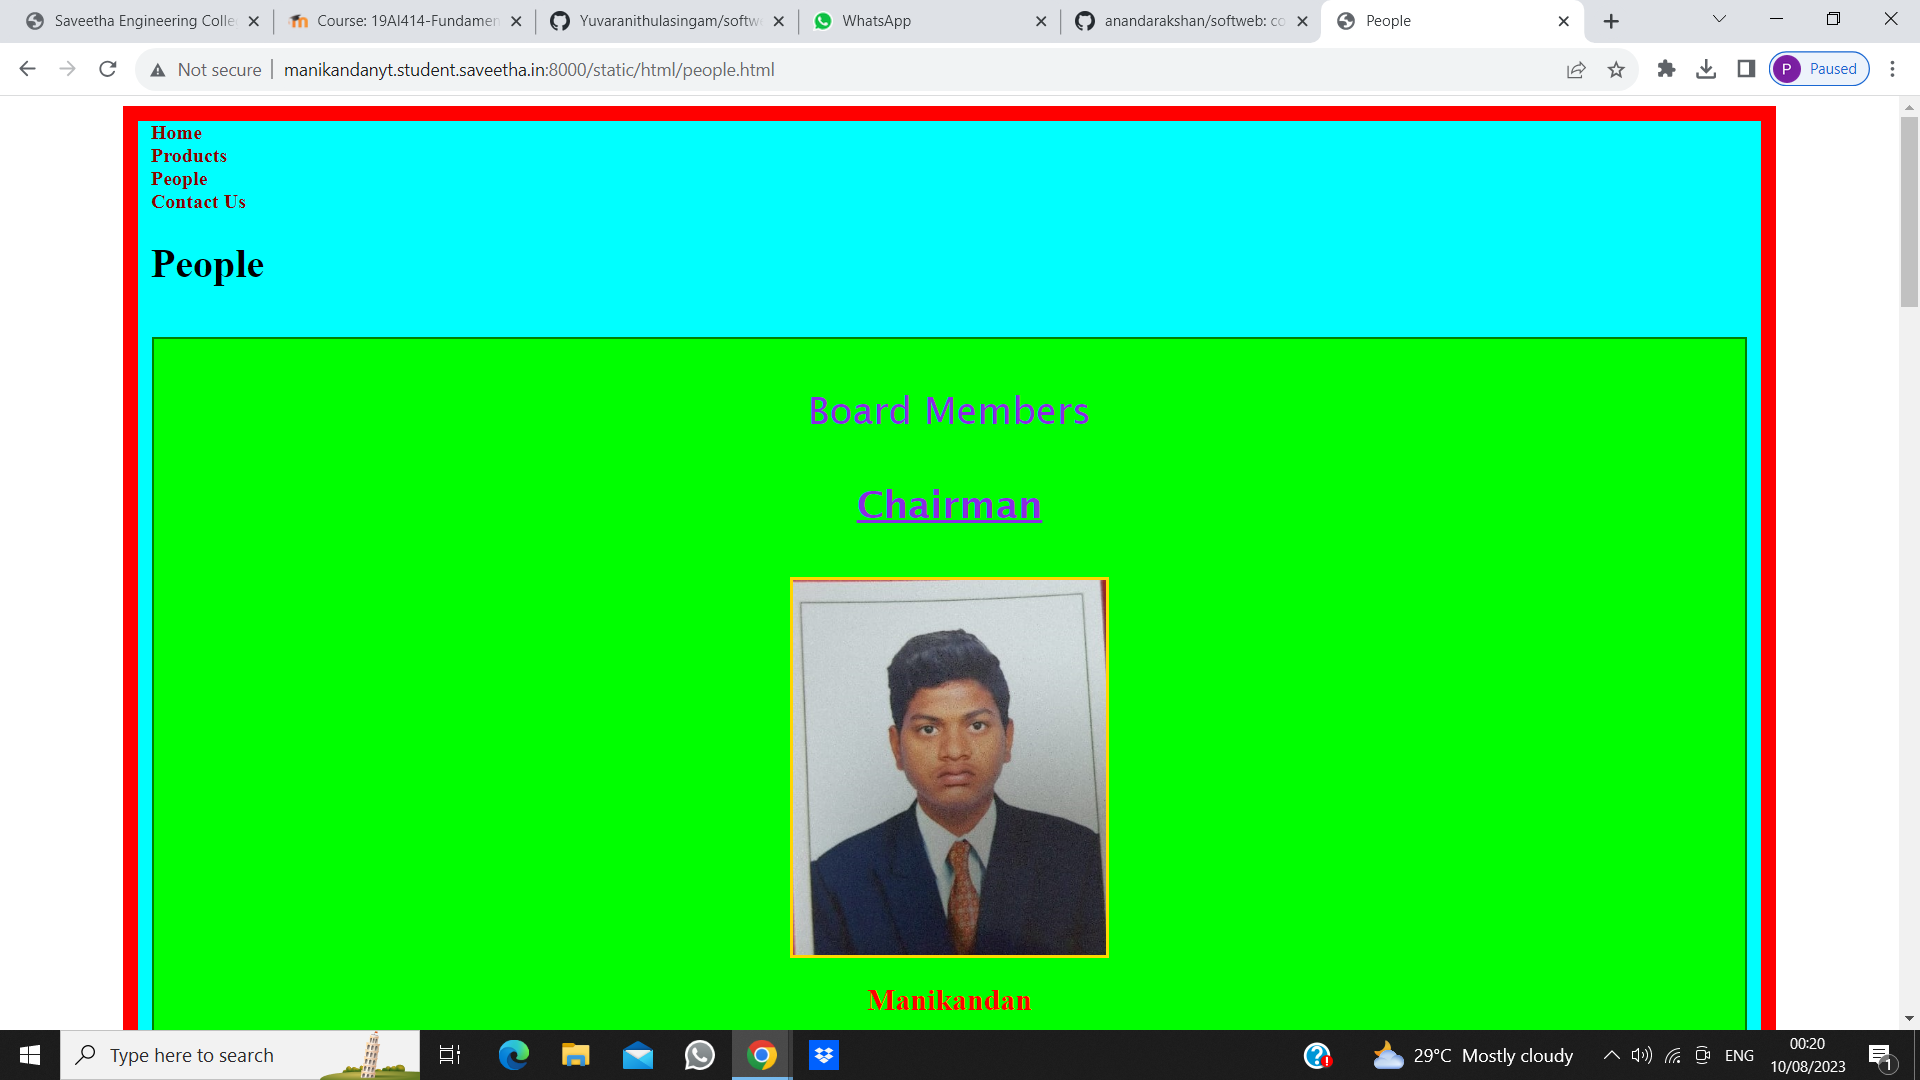 Saveetha Engineering Colle
Course: 19AI414-Fundamen
Yuvaranithulasingam/softwe
WhatsApp
anandarakshan/softweb: co
People
Not secure
manikandanyt.student.saveetha.in:8000/static/html/people.html
P Paused
Home
Products
People
Contact Us
People
Board Members
Chairman
Manikandan
Type here to search
29°C Mostly cloudy
ENG
00:20
10/08/2023
1